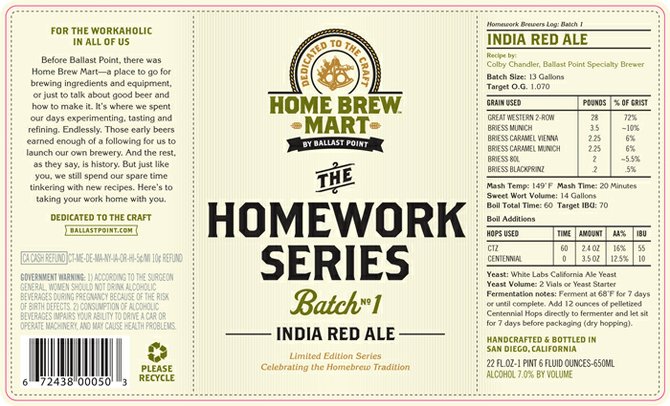 FOR THE WORKAHOLIC
IN ALL OF US
Before Ballast Point, there was
Home Brew Mart—a place to go for
brewing ingredients and equipment,
or just to talk about good beer and
how to make it. It's where we spent
our days experimenting, tasting and
refining. Endlessly. Those early beers
earned enough of a following for us to
launch our own brewery. And the rest,
as they say, is history. But just like
you, we still spend our spare time
tinkering with new recipes. Here's to
taking your work home with you.
DEDICATED TO THE CRAFT
BALLASTPOINT.COM
CA CASH REFUND CT-ME-DE-MA-NY-IA-OR-HI-5¢/MI 10¢ REFUND
GOVERNMENT WARNING: 1) ACCORDING TO THE SURGEON
GENERAL, WOMEN SHOULD NOT DRINK ALCOHOLIC
BEVERAGES DURING PREGNANCY BECAUSE OF THE RISK
OF BIRTH DEFECTS. 2) CONSUMPTION OF ALCOHOLIC
BEVERAGES IMPAIRS YOUR ABILITY TO DRIVE A CAR OR
OPERATE MACHINERY, AND MAY CAUSE HEALTH PROBLEMS.
6 72438 00050 3
PLEASE
RECYCLE
DEDICATED TO THE CRAFT
HOME BREW
MART™
BY BALLAST POINT
THE
HOMEWORK
SERIES
Batch Nº 1
INDIA RED ALE
Limited Edition Series
Celebrating the Homebrew Tradition
Homework Brewers Log: Batch 1
INDIA RED ALE
Recipe by:
Colby Chandler, Ballast Point Specialty Brewer
Batch Size: 13 Gallons
Target O.G. 1.070
GRAIN USED POUNDS % OF GRIST
GREAT WESTERN 2-ROW 28 72%
BRIESS MUNICH 3.5 ~10%
BRIESS CARAMEL VIENNA 2.25 6%
BRIESS CARAMEL MUNICH 2.25 6%
BRIESS 80L 2 ~5.5%
BRIESS BLACKPRINZ .2 .5%
Mash Temp: 149°F Mash Time: 20 Minutes
Sweet Wort Volume: 14 Gallons
Boil Total Time: 60 Target IBU: 70
Boil Additions
HOPS USED TIME AMOUNT AA% IBU
CTZ 60 2.4 OZ 16% 55
CENTENNIAL 0 3.5 OZ 12.5% 10
Yeast: White Labs California Ale Yeast
Yeast Volume: 2 Vials or Yeast Starter
Fermentation notes: Ferment at 68°F for 7 days
or until complete. Add 12 ounces of pelletized
Centennial Hops directly to fermenter and let sit
for 7 days before packaging (dry hopping).
HANDCRAFTED & BOTTLED IN
SAN DIEGO, CALIFORNIA
22 FL.OZ-1 PINT 6 FLUID OUNCES-650ML
ALCOHOL 7.0% BY VOLUME